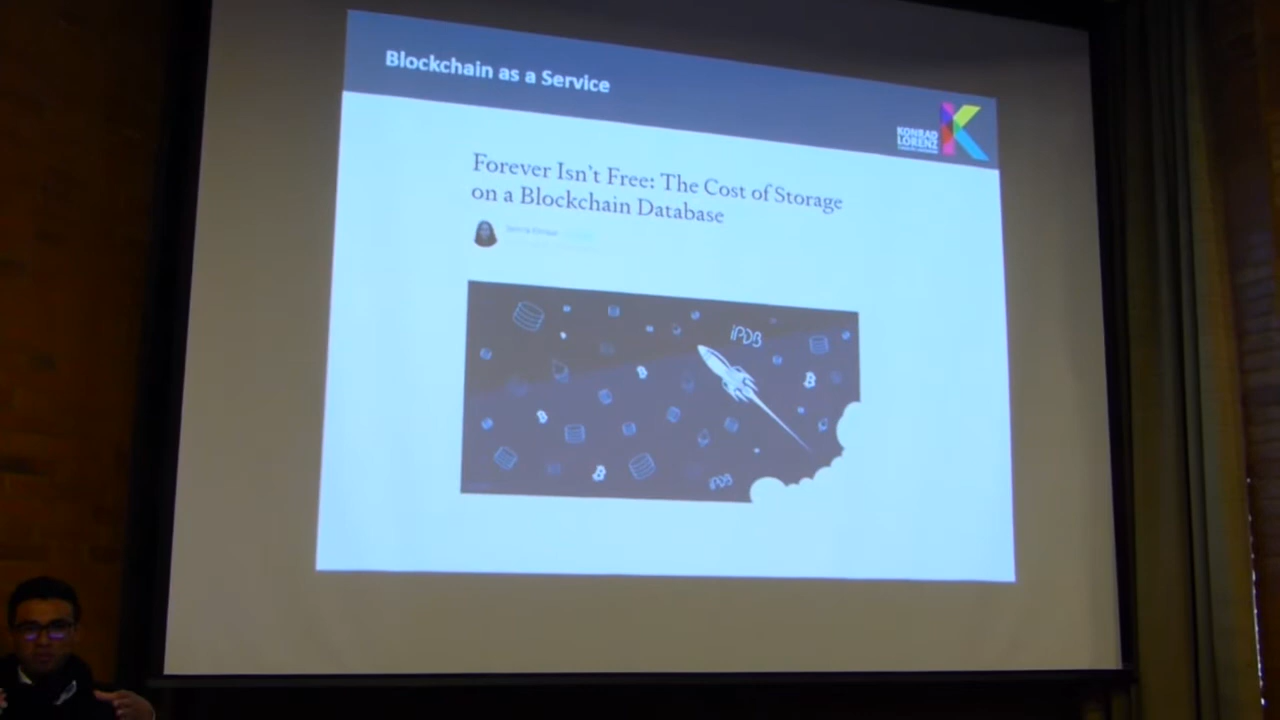 Blockchain as a Service
KONRAD
LORENZ
Forever Isn't Free: The Cost of Storage
on a Blockchain Database
iPDB
iPDB